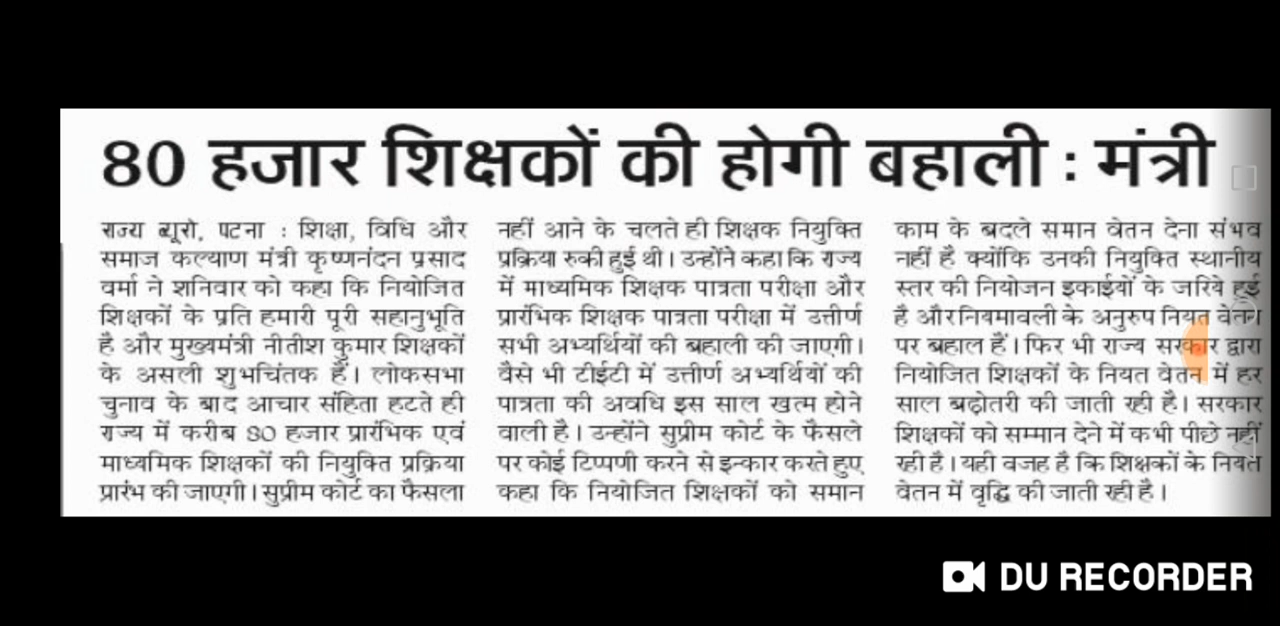 80 हजार शिक्षकों की होगी बहाली : मंत्री
राज्य ब्यूरो, पटना : शिक्षा, विधि और
समाज कल्याण मंत्री कृष्णनंदन प्रसाद
वर्मा ने शनिवार को कहा कि नियोजित
शिक्षकों के प्रति हमारी पूरी सहानुभूति
है और मुख्यमंत्री नीतीश कुमार शिक्षकों
के असली शुभचिंतक हैं। लोकसभा
चुनाव के बाद आचार संहिता हटते ही
राज्य में करीब 80 हजार प्रारंभिक एवं
माध्यमिक शिक्षकों की नियुक्ति प्रक्रिया
प्रारंभ की जाएगी। सुप्रीम कोर्ट का फैसला
नहीं आने के चलते ही शिक्षक नियुक्ति
प्रक्रिया रुकी हुई थी। उन्होंने कहा कि राज्य
में माध्यमिक शिक्षक पात्रता परीक्षा और
प्रारंभिक शिक्षक पात्रता परीक्षा में उत्तीर्ण
सभी अभ्यर्थियों की बहाली की जाएगी।
वैसे भी टीईटी में उत्तीर्ण अभ्यर्थियों की
पात्रता की अवधि इस साल खत्म होने
वाली है। उन्होंने सुप्रीम कोर्ट के फैसले
पर कोई टिप्पणी करने से इन्कार करते हुए
कहा कि नियोजित शिक्षकों को समान
काम के बदले समान वेतन देना संभव
नहीं है क्योंकि उनकी नियुक्ति स्थानीय
स्तर की नियोजन इकाईयों के जरिये हुई
है और नियमावली के अनुरुप नियत वेतन
पर बहाल हैं। फिर भी राज्य सरकार द्वारा
नियोजित शिक्षकों के नियत वेतन में हर
साल बढ़ोतरी की जाती रही है। सरकार
शिक्षकों को सम्मान देने में कभी पीछे नहीं
रही है। यही वजह है कि शिक्षकों के नियत
वेतन में वृद्धि की जाती रही है।
DU RECORDER